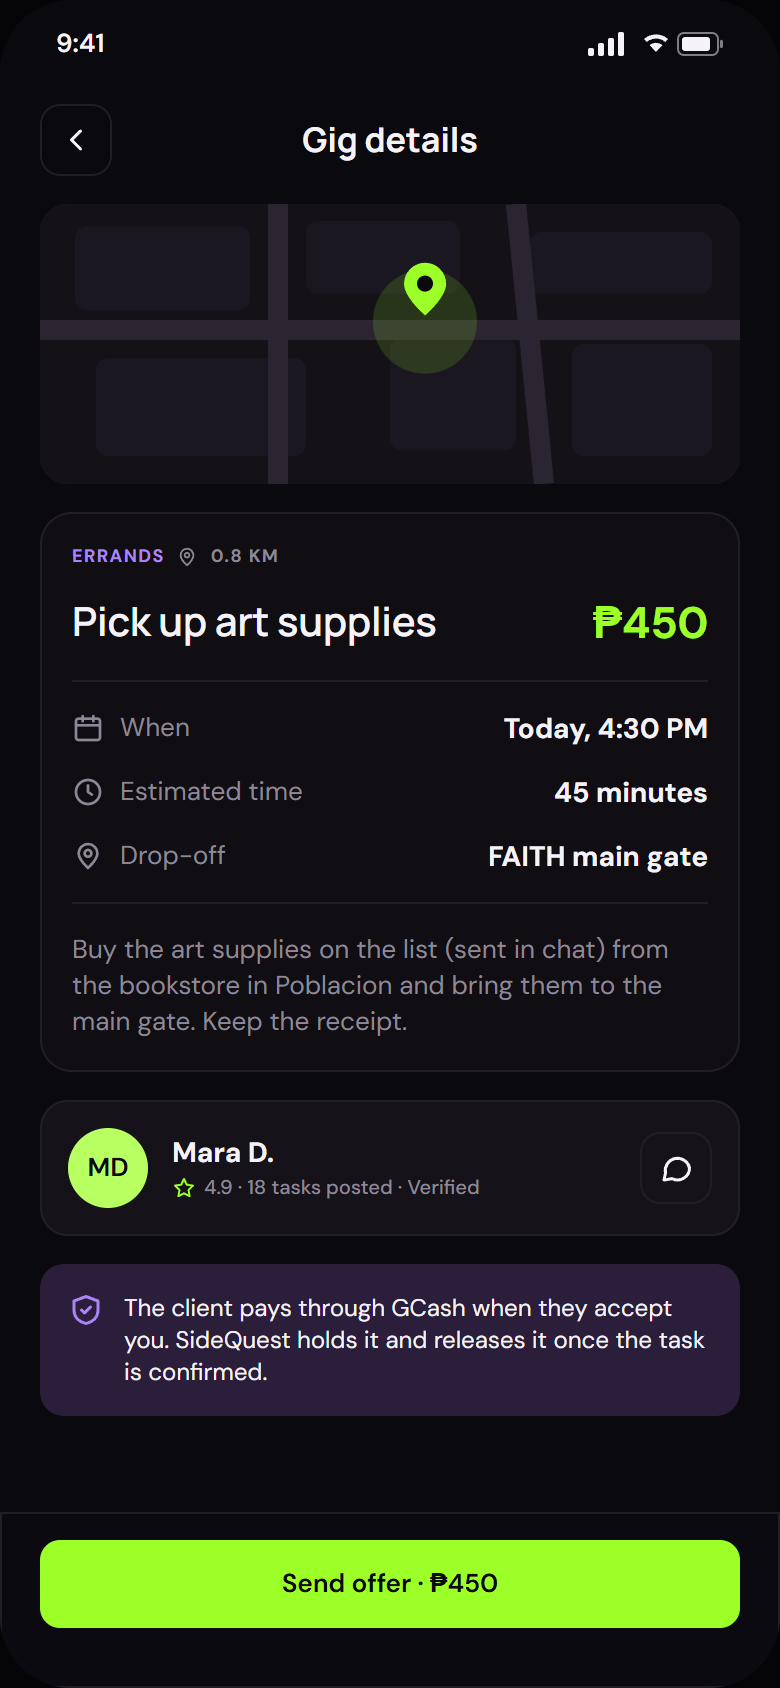 9:41
Gig details
ERRANDS 0.8 KM
Pick up art supplies ₱450
When Today, 4:30 PM
Estimated time 45 minutes
Drop-off FAITH main gate
Buy the art supplies on the list (sent in chat) from
the bookstore in Poblacion and bring them to the
main gate. Keep the receipt.
MD
Mara D.
4.9 · 18 tasks posted · Verified
The client pays through GCash when they accept
you. SideQuest holds it and releases it once the task
is confirmed.
Send offer · ₱450